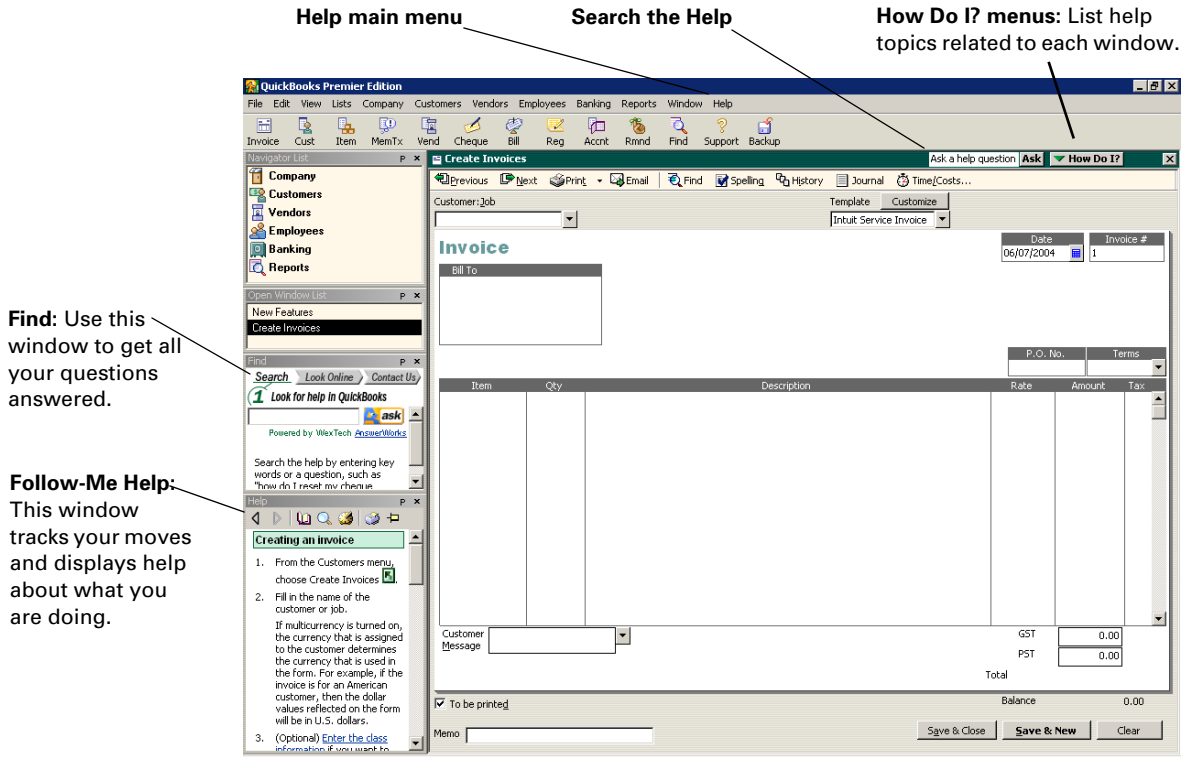 Help main menu
Search the Help
How Do I? menus: List help
topics related to each window.
QuickBooks Premier Edition
File Edit View Lists Company Customers Vendors Employees Banking Reports Window Help
Invoice Cust Item MemTx Vend Cheque Bill Reg Accnt Rmnd Find Support Backup
Navigator List
Company
Customers
Vendors
Employees
Banking
Reports
Open Window List
New Features
Create Invoices
Find: Use this
window to get all
your questions
answered.
Find
Search Look Online Contact Us
1 Look for help in QuickBooks
ask
Powered by WexTech AnswerWorks
Search the help by entering key
words or a question, such as
"how do I reset my cheque
Follow-Me Help:
This window
tracks your moves
and displays help
about what you
are doing.
Help
Creating an invoice
1. From the Customers menu,
choose Create Invoices .
2. Fill in the name of the
customer or job.
If multicurrency is turned on,
the currency that is assigned
to the customer determines
the currency that is used in
the form. For example, if the
invoice is for an American
customer, then the dollar
values reflected on the form
will be in U.S. dollars.
3. (Optional) Enter the class
information if you want to
Create Invoices
Ask a help question Ask How Do I?
Previous Next Print Email Find Spelling History Journal Time/Costs...
Customer:Job
Template Customize
Intuit Service Invoice
Invoice
Date Invoice #
06/07/2004 1
Bill To
P.O. No. Terms
Item Qty Description Rate Amount Tax
Customer
Message
GST 0.00
PST 0.00
Total
To be printed
Balance 0.00
Memo
Save & Close Save & New Clear